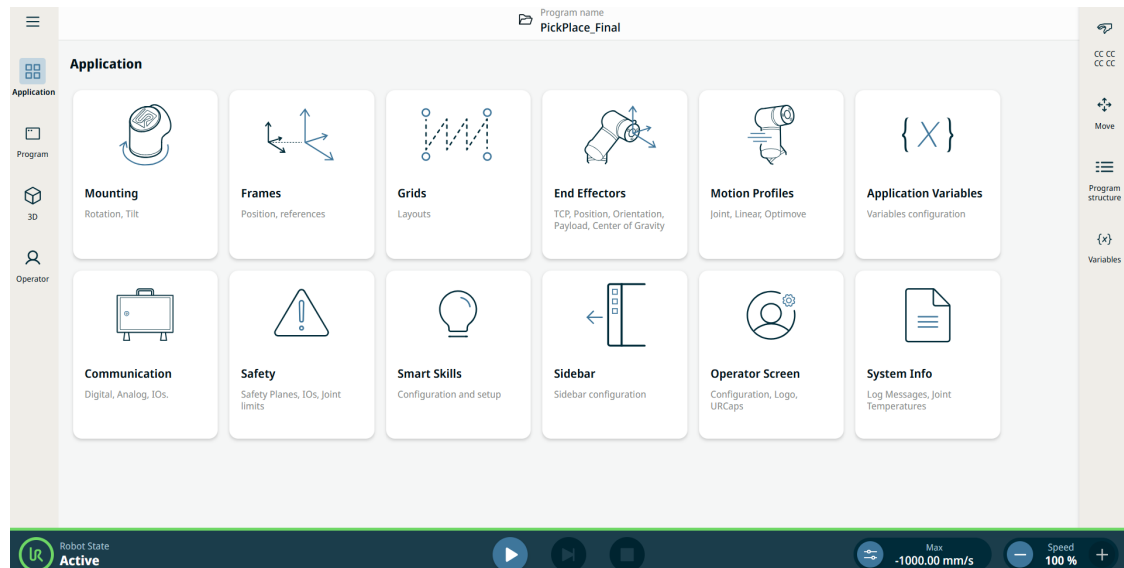 Program name
PickPlace_Final
Application
Program
3D
Operator
Application
Mounting
Rotation, Tilt
Frames
Position, references
Grids
Layouts
End Effectors
TCP, Position, Orientation,
Payload, Center of Gravity
Motion Profiles
Joint, Linear, Optimove
{X}
Application Variables
Variables configuration
Communication
Digital, Analog, IOs.
Safety
Safety Planes, IOs, Joint
limits
Smart Skills
Configuration and setup
Sidebar
Sidebar configuration
Operator Screen
Configuration, Logo,
URCaps
System Info
Log Messages, Joint
Temperatures
CC CC
CC CC
Move
Program
structure
{x}
Variables
UR
Robot State
Active
Max
-1000.00 mm/s
Speed
100 %